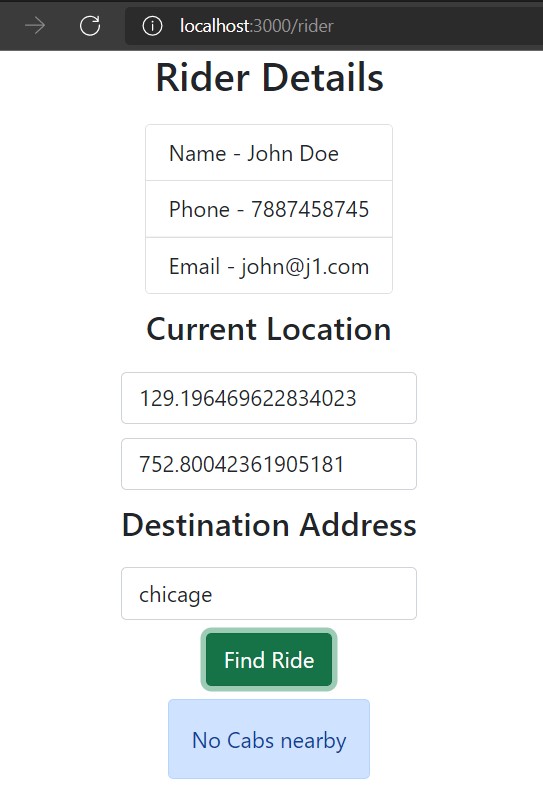 localhost:3000/rider
Rider Details
Name - John Doe
Phone - 7887458745
Email - john@j1.com
Current Location
129.196469622834023
752.80042361905181
Destination Address
chicage
Find Ride
No Cabs nearby